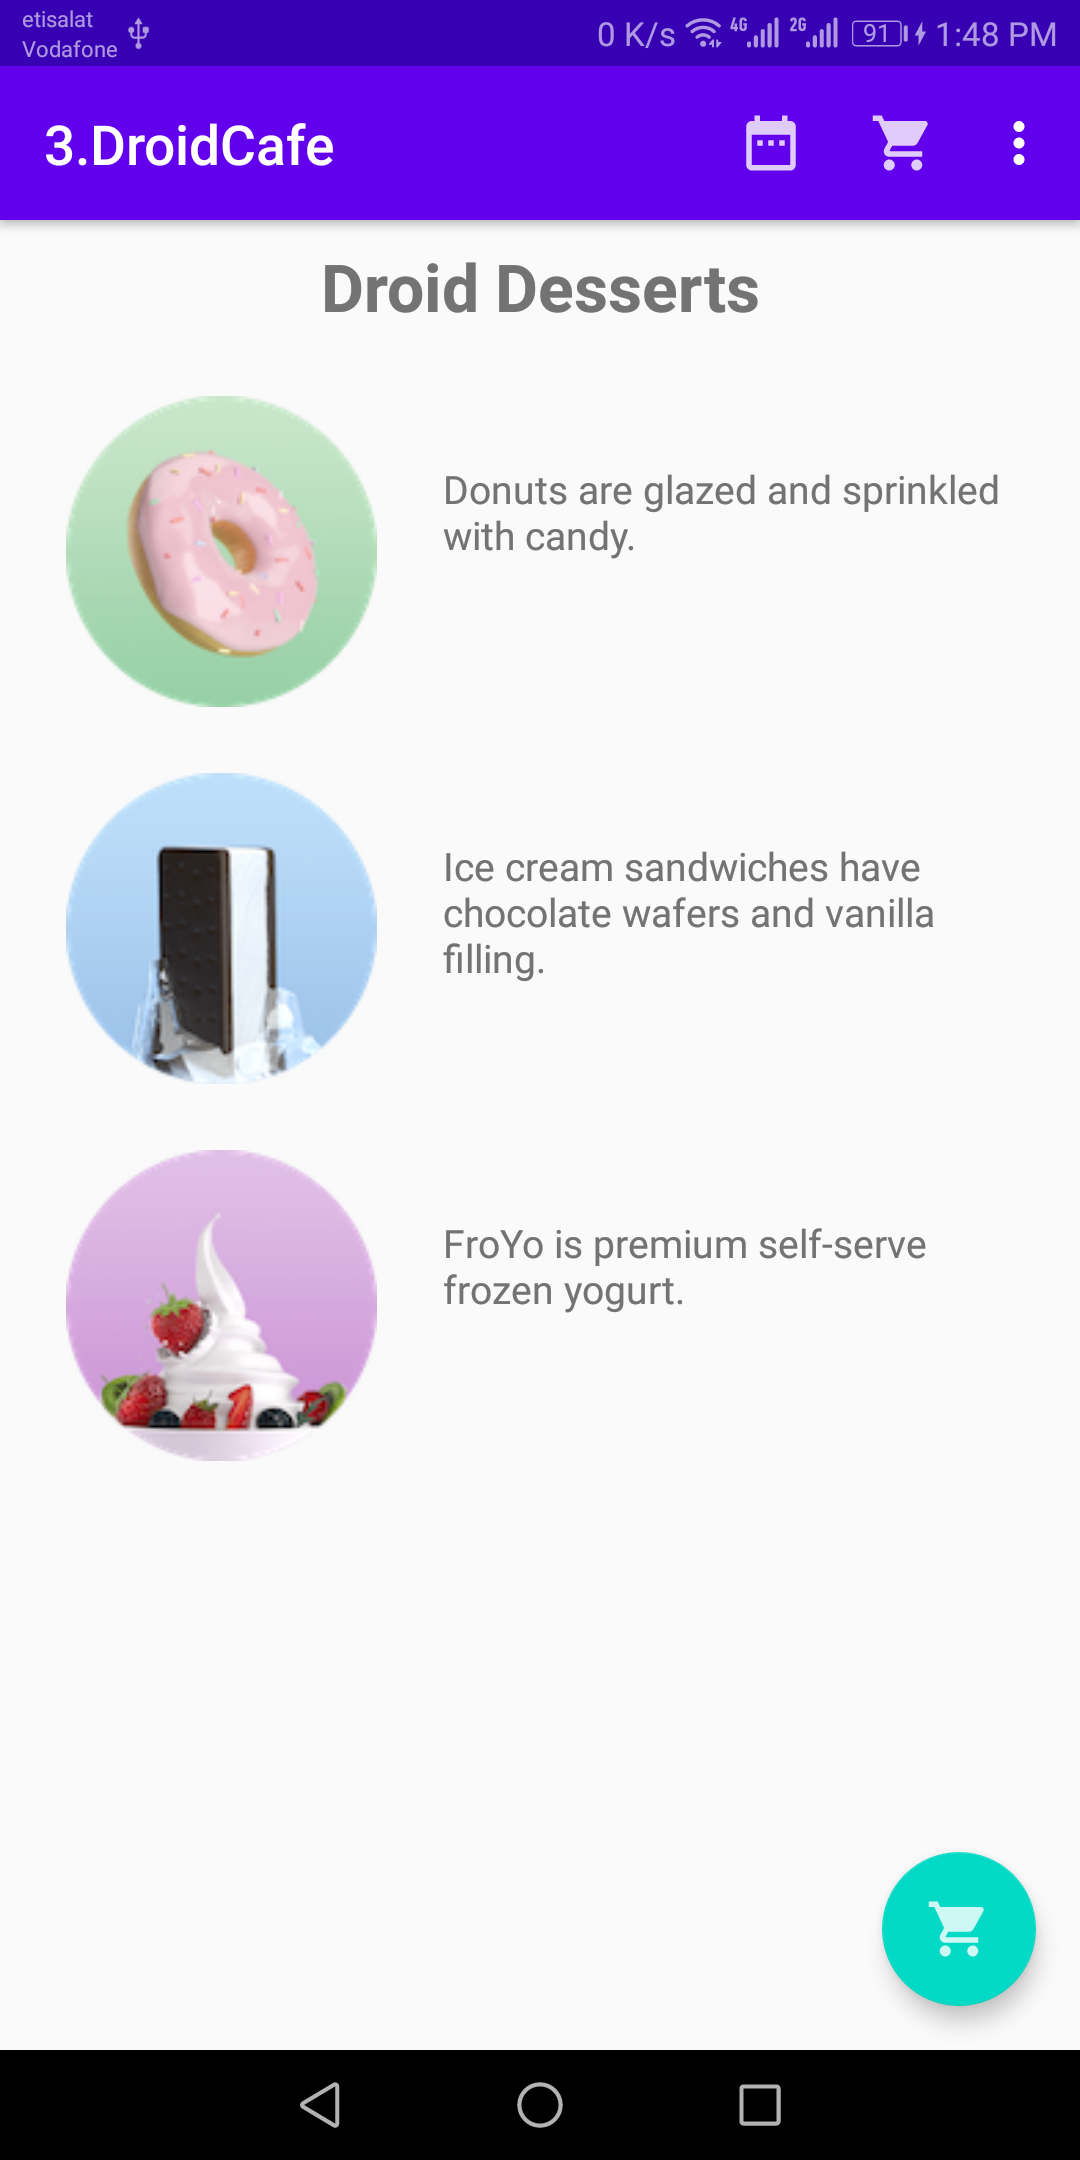 etisalat
Vodafone
0 K/s 4G 2G 91 1:48 PM
3.DroidCafe
Droid Desserts
Donuts are glazed and sprinkled
with candy.
Ice cream sandwiches have
chocolate wafers and vanilla
filling.
FroYo is premium self-serve
frozen yogurt.